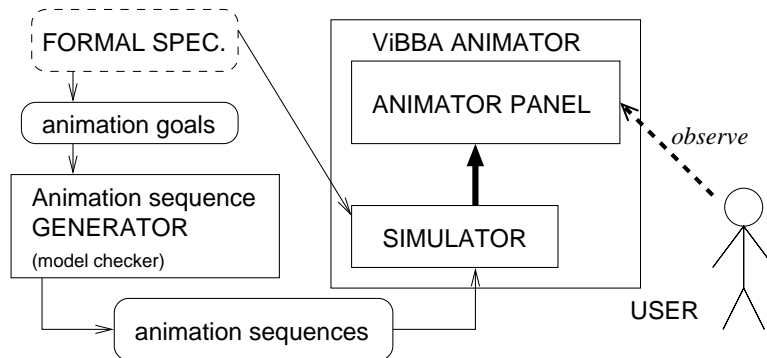 FORMAL SPEC.
animation goals
Animation sequence
GENERATOR
(model checker)
animation sequences
ViBBA ANIMATOR
ANIMATOR PANEL
SIMULATOR
observe
USER